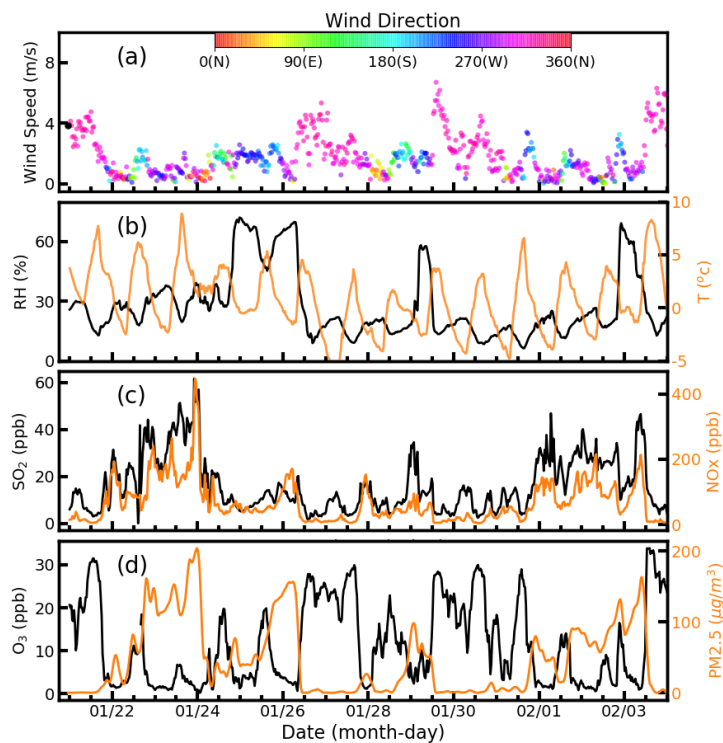 Wind Direction
0(N) 90(E) 180(S) 270(W) 360(N)
(a)
Wind Speed (m/s)
8
4
0
(b)
RH (%)
60
30
0
T (°c)
10
5
0
-5
(c)
SO2 (ppb)
60
40
20
0
NOx (ppb)
400
200
0
(d)
O3 (ppb)
30
20
10
0
PM2.5 (μg/m³)
200
100
0
01/22 01/24 01/26 01/28 01/30 02/01 02/03
Date (month-day)